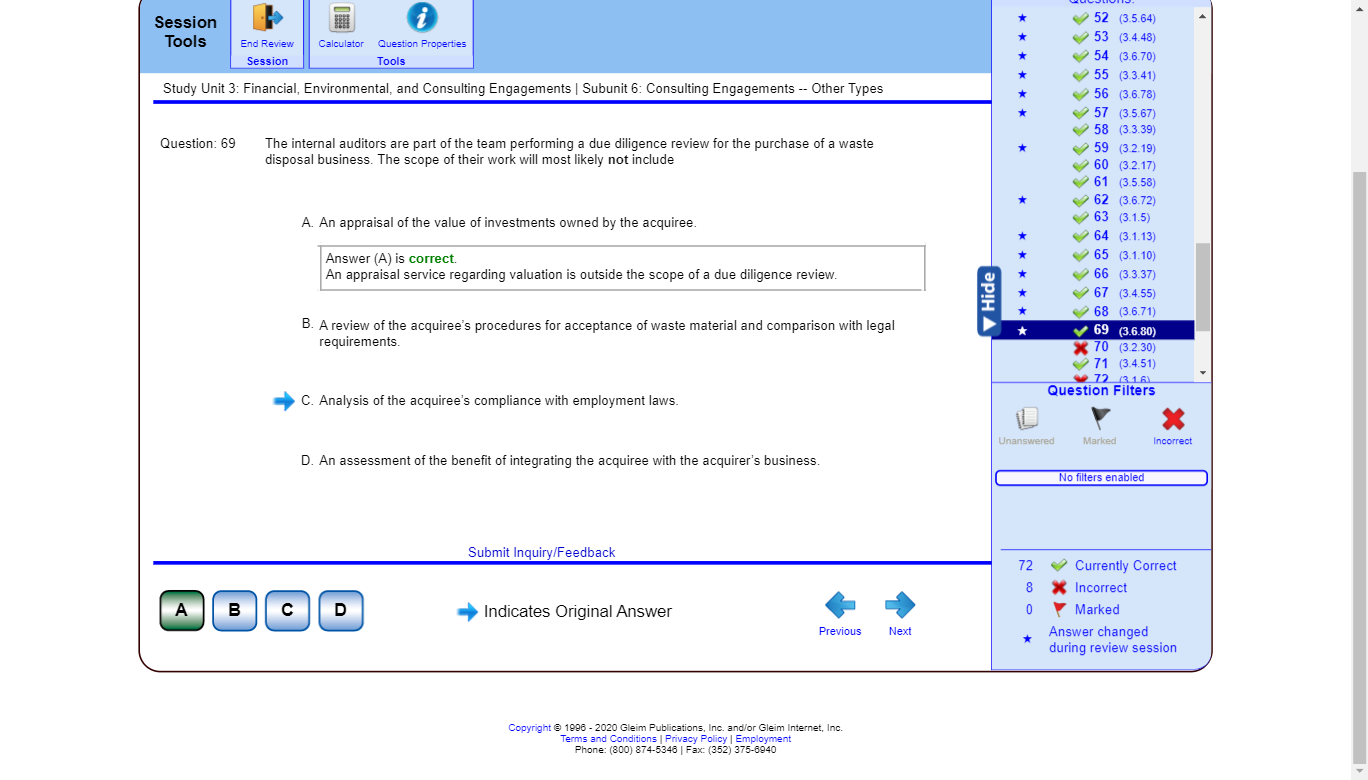 Session
Tools
End Review
Session
Calculator
Question Properties
Tools
Study Unit 3: Financial, Environmental, and Consulting Engagements | Subunit 6: Consulting Engagements -- Other Types
Question: 69
The internal auditors are part of the team performing a due diligence review for the purchase of a waste
disposal business. The scope of their work will most likely not include
A. An appraisal of the value of investments owned by the acquiree.
Answer (A) is correct.
An appraisal service regarding valuation is outside the scope of a due diligence review.
B. A review of the acquiree's procedures for acceptance of waste material and comparison with legal
requirements.
C. Analysis of the acquiree's compliance with employment laws.
D. An assessment of the benefit of integrating the acquiree with the acquirer's business.
Submit Inquiry/Feedback
A
B
C
D
Indicates Original Answer
Previous
Next
Questions:
52 (3.5.64)
53 (3.4.48)
54 (3.6.70)
55 (3.3.41)
56 (3.6.78)
57 (3.5.67)
58 (3.3.39)
59 (3.2.19)
60 (3.2.17)
61 (3.5.58)
62 (3.6.72)
63 (3.1.5)
64 (3.1.13)
65 (3.1.10)
66 (3.3.37)
67 (3.4.55)
68 (3.6.71)
69 (3.6.80)
70 (3.2.30)
71 (3.4.51)
72 (3.1.6)
Hide
Question Filters
Unanswered
Marked
Incorrect
No filters enabled
72 Currently Correct
8 Incorrect
0 Marked
Answer changed
during review session
Copyright © 1996 - 2020 Gleim Publications, Inc. and/or Gleim Internet, Inc.
Terms and Conditions | Privacy Policy | Employment
Phone: (800) 874-5346 | Fax: (352) 375-6940